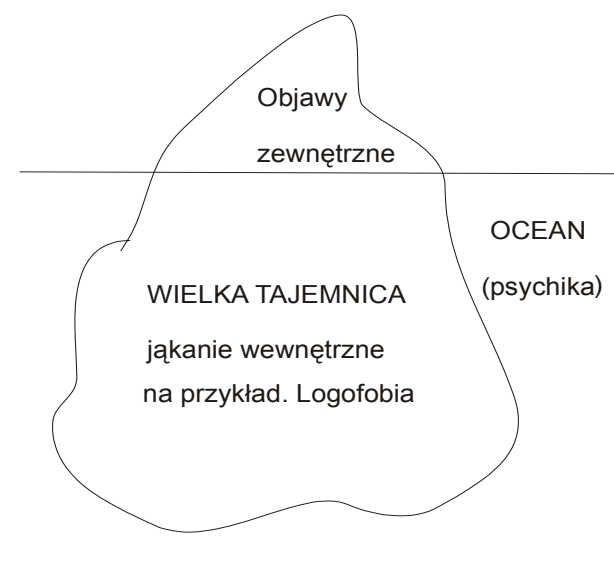 Objawy
zewnętrzne
OCEAN
(psychika)
WIELKA TAJEMNICA
jąkanie wewnętrzne
na przykład. Logofobia